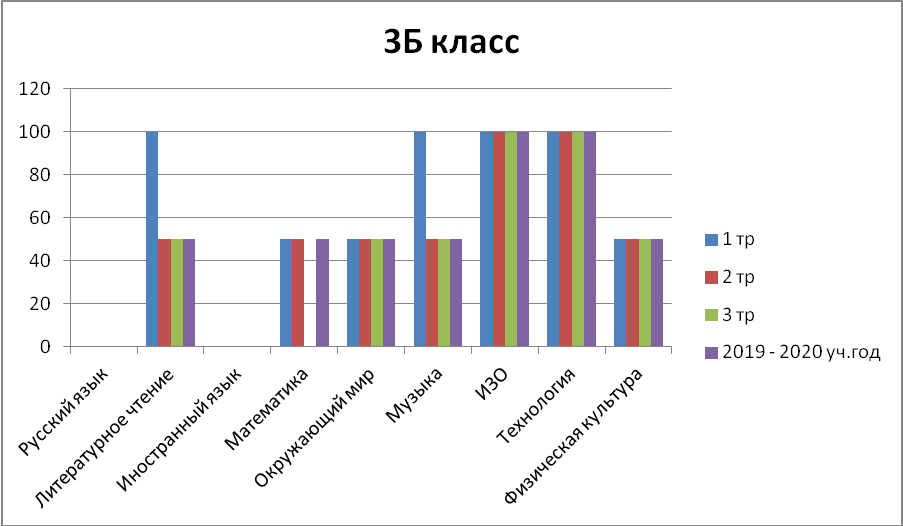 3Б класс
120
100
80
60
40
20
0
Русский язык
Литературное чтение
Иностранный язык
Математика
Окружающий мир
Музыка
ИЗО
Технология
Физическая культура
1 тр
2 тр
3 тр
2019 - 2020 уч.год